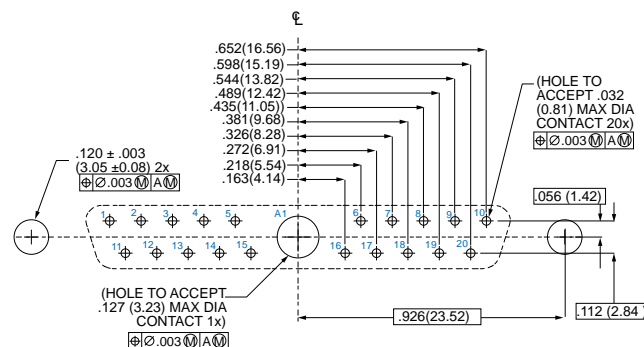 ℄
.652(16.56)
.598(15.19)
.544(13.82)
.489(12.42)
.435(11.05)
.381(9.68)
.326(8.28)
.272(6.91)
.218(5.54)
.163(4.14)
(HOLE TO
ACCEPT .032
(0.81) MAX DIA
CONTACT 20x)
⌖ ∅.003 Ⓜ A Ⓜ
.120 ± .003
(3.05 ±0.08) 2x
⌖ ∅.003 Ⓜ A Ⓜ
.056 (1.42)
1 2 3 4 5 A1 6 7 8 9 10
11 12 13 14 15 16 17 18 19 20
(HOLE TO ACCEPT
.127 (3.23) MAX DIA
CONTACT 1x)
⌖ ∅.003 Ⓜ A Ⓜ
.926(23.52)
.112 (2.84